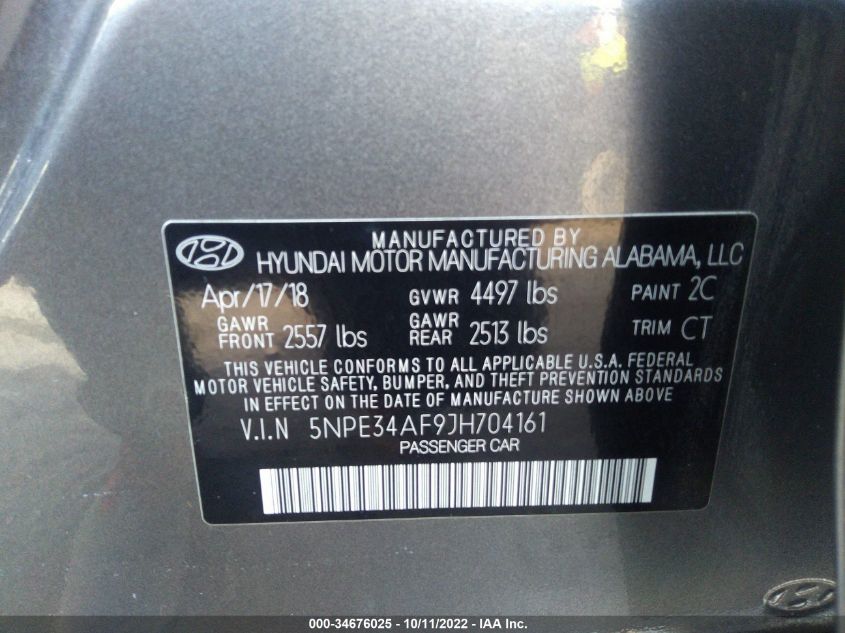 MANUFACTURED BY
HYUNDAI MOTOR MANUFACTURING ALABAMA, LLC
Apr/17/18 GVWR 4497 lbs PAINT 2C
GAWR FRONT 2557 lbs GAWR REAR 2513 lbs TRIM CT
THIS VEHICLE CONFORMS TO ALL APPLICABLE U.S.A. FEDERAL
MOTOR VEHICLE SAFETY, BUMPER, AND THEFT PREVENTION STANDARDS
IN EFFECT ON THE DATE OF MANUFACTURE SHOWN ABOVE
V.I.N 5NPE34AF9JH704161
PASSENGER CAR
000-34676025 - 10/11/2022 - IAA Inc.